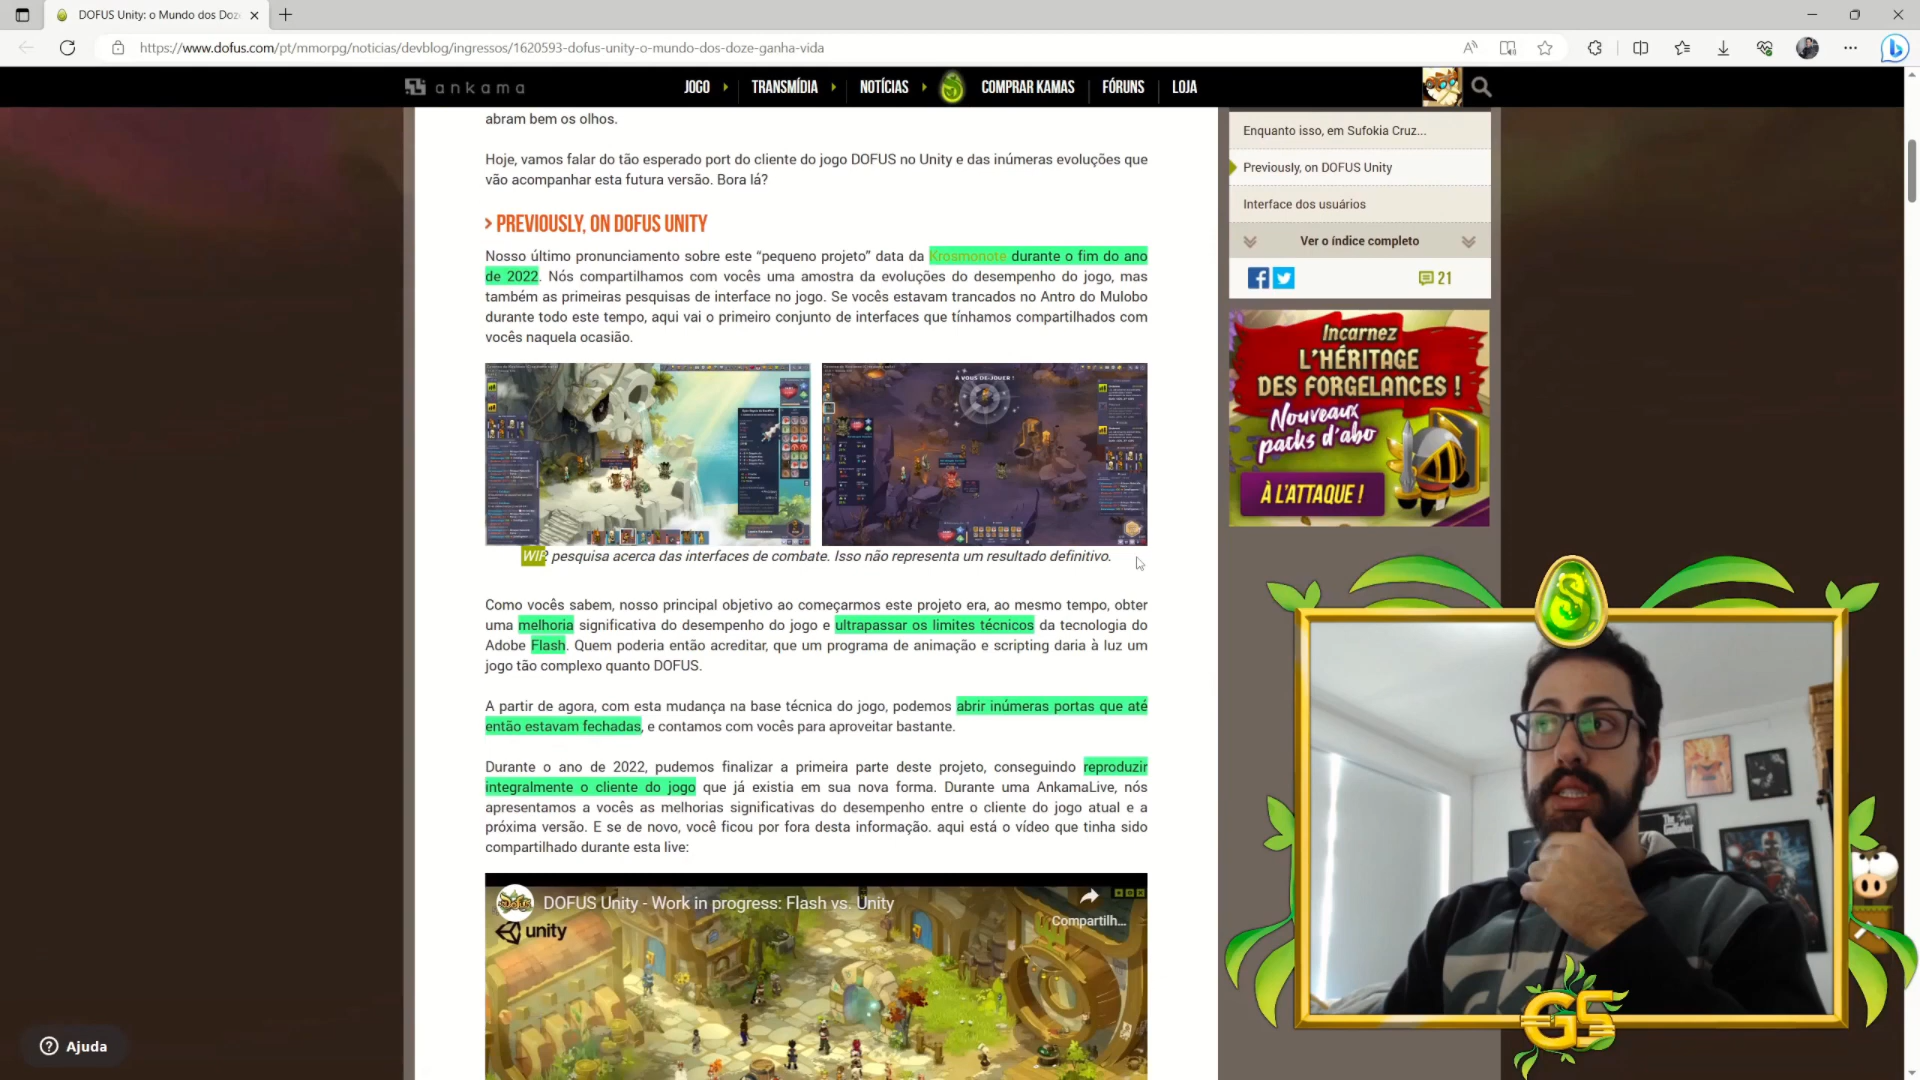 DOFUS Unity: o Mundo dos Doz
https://www.dofus.com/pt/mmorpg/noticias/devblog/ingressos/1620593-dofus-unity-o-mundo-dos-doze-ganha-vida
ankama
JOGO
TRANSMÍDIA
NOTÍCIAS
COMPRAR KAMAS
FÓRUNS
LOJA
abram bem os olhos.
Hoje, vamos falar do tão esperado port do cliente do jogo DOFUS no Unity e das inúmeras evoluções que
vão acompanhar esta futura versão. Bora lá?
> PREVIOUSLY, ON DOFUS UNITY
Nosso último pronunciamento sobre este “pequeno projeto” data da Krosmonote durante o fim do ano
de 2022. Nós compartilhamos com vocês uma amostra da evoluções do desempenho do jogo, mas
também as primeiras pesquisas de interface no jogo. Se vocês estavam trancados no Antro do Mulobo
durante todo este tempo, aqui vai o primeiro conjunto de interfaces que tínhamos compartilhados com
vocês naquela ocasião.
À VOUS DE JOUER !
WIP pesquisa acerca das interfaces de combate. Isso não representa um resultado definitivo.
Como vocês sabem, nosso principal objetivo ao começarmos este projeto era, ao mesmo tempo, obter
uma melhoria significativa do desempenho do jogo e ultrapassar os limites técnicos da tecnologia do
Adobe Flash. Quem poderia então acreditar, que um programa de animação e scripting daria à luz um
jogo tão complexo quanto DOFUS.
A partir de agora, com esta mudança na base técnica do jogo, podemos abrir inúmeras portas que até
então estavam fechadas, e contamos com vocês para aproveitar bastante.
Durante o ano de 2022, pudemos finalizar a primeira parte deste projeto, conseguindo reproduzir
integralmente o cliente do jogo que já existia em sua nova forma. Durante uma AnkamaLive, nós
apresentamos a vocês as melhorias significativas do desempenho entre o cliente do jogo atual e a
próxima versão. E se de novo, você ficou por fora desta informação. aqui está o vídeo que tinha sido
compartilhado durante esta live:
DOFUS Unity - Work in progress: Flash vs. Unity
Compartilh...
unity
Enquanto isso, em Sufokia Cruz...
Previously, on DOFUS Unity
Interface dos usuários
Ver o índice completo
21
Incarnez
L'HÉRITAGE
DES FORGELANCES !
Nouveaux
packs d'abo
À L'ATTAQUE !
GS
Ajuda